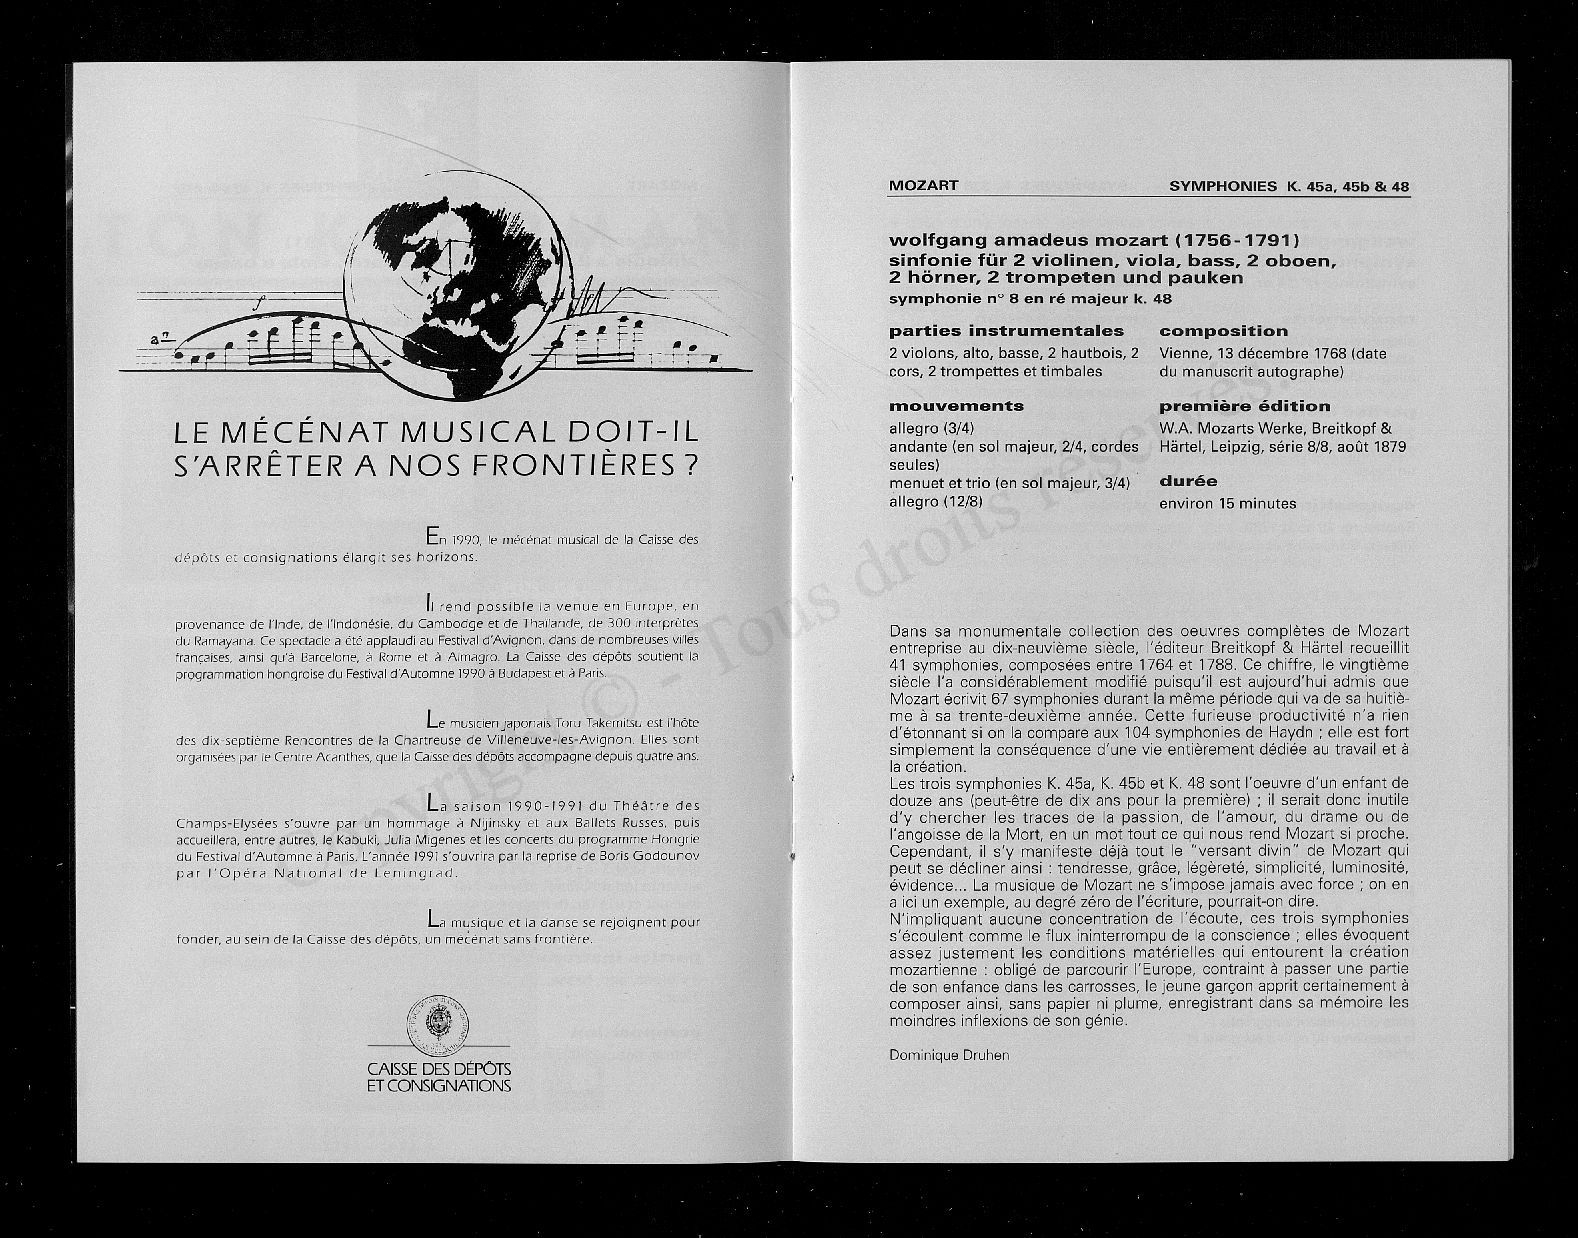 LE MÉCÉNAT MUSICAL DOIT-IL
S'ARRÊTER A NOS FRONTIÈRES ?
En 1990, le mécénat musical de la Caisse des
dépôts et consignations élargit ses horizons.
Il rend possible la venue en Europe, en
provenance de l'Inde, de l'Indonésie, du Cambodge et de Thaïlande, de 300 interprètes
du Ramayana. Ce spectacle a été applaudi au Festival d'Avignon, dans de nombreuses villes
françaises, ainsi qu'à Barcelone, à Rome et à Almagro. La Caisse des dépôts soutient la
programmation hongroise du Festival d'Automne 1990 à Budapest et à Paris.
Le musicien japonais Toru Takemitsu est l'hôte
des dix-septième Rencontres de la Chartreuse de Villeneuve-les-Avignon. Elles sont
organisées par le Centre Acanthes, que la Caisse des dépôts accompagne depuis quatre ans.
La saison 1990-1991 du Théâtre des
Champs-Elysées s'ouvre par un hommage à Nijinsky et aux Ballets Russes, puis
accueillera, entre autres, le Kabuki, Julia Migenes et les concerts du programme Hongrie
du Festival d'Automne à Paris. L'année 1991 s'ouvrira par la reprise de Boris Godounov
par l'Opéra National de Leningrad.
La musique et la danse se rejoignent pour
fonder, au sein de la Caisse des dépôts, un mécénat sans frontière.
CAISSE DES DÉPÔTS
ET CONSIGNATIONS
MOZART SYMPHONIES K. 45a, 45b & 48
wolfgang amadeus mozart (1756-1791)
sinfonie für 2 violinen, viola, bass, 2 oboen,
2 hörner, 2 trompeten und pauken
symphonie n° 8 en ré majeur k. 48
parties instrumentales
2 violons, alto, basse, 2 hautbois, 2
cors, 2 trompettes et timbales
mouvements
allegro (3/4)
andante (en sol majeur, 2/4, cordes
seules)
menuet et trio (en sol majeur, 3/4)
allegro (12/8)
composition
Vienne, 13 décembre 1768 (date
du manuscrit autographe)
première édition
W.A. Mozarts Werke, Breitkopf &
Härtel, Leipzig, série 8/8, août 1879
durée
environ 15 minutes
Dans sa monumentale collection des oeuvres complètes de Mozart
entreprise au dix-neuvième siècle, l'éditeur Breitkopf & Härtel recueillit
41 symphonies, composées entre 1764 et 1788. Ce chiffre, le vingtième
siècle l'a considérablement modifié puisqu'il est aujourd'hui admis que
Mozart écrivit 67 symphonies durant la même période qui va de sa huitiè-
me à sa trente-deuxième année. Cette furieuse productivité n'a rien
d'étonnant si on la compare aux 104 symphonies de Haydn ; elle est fort
simplement la conséquence d'une vie entièrement dédiée au travail et à
la création.
Les trois symphonies K. 45a, K. 45b et K. 48 sont l'oeuvre d'un enfant de
douze ans (peut-être de dix ans pour la première) ; il serait donc inutile
d'y chercher les traces de la passion, de l'amour, du drame ou de
l'angoisse de la Mort, en un mot tout ce qui nous rend Mozart si proche.
Cependant, il s'y manifeste déjà tout le "versant divin" de Mozart qui
peut se décliner ainsi : tendresse, grâce, légèreté, simplicité, luminosité,
évidence... La musique de Mozart ne s'impose jamais avec force ; on en
a ici un exemple, au degré zéro de l'écriture, pourrait-on dire.
N'impliquant aucune concentration de l'écoute, ces trois symphonies
s'écoulent comme le flux ininterrompu de la conscience ; elles évoquent
assez justement les conditions matérielles qui entourent la création
mozartienne : obligé de parcourir l'Europe, contraint à passer une partie
de son enfance dans les carrosses, le jeune garçon apprit certainement à
composer ainsi, sans papier ni plume, enregistrant dans sa mémoire les
moindres inflexions de son génie.
Dominique Druhen
Copyright © - Tous droits réservés.